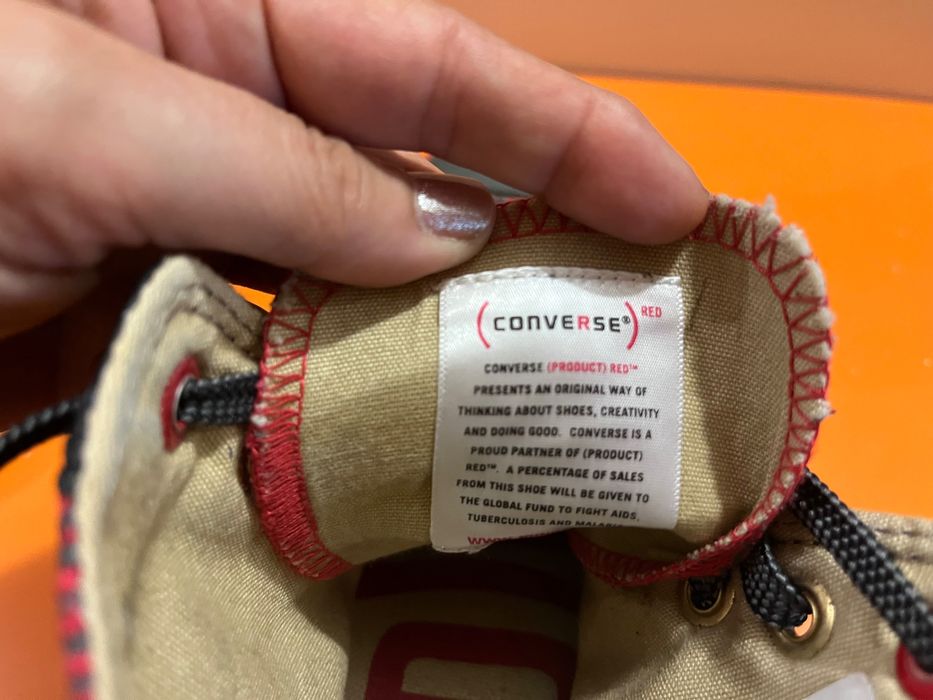 (CONVERSE®) RED
CONVERSE (PRODUCT) RED™
PRESENTS AN ORIGINAL WAY OF
THINKING ABOUT SHOES, CREATIVITY
AND DOING GOOD. CONVERSE IS A
PROUD PARTNER OF (PRODUCT)
RED™. A PERCENTAGE OF SALES
FROM THIS SHOE WILL BE GIVEN TO
THE GLOBAL FUND TO FIGHT AIDS,
TUBERCULOSIS AND MALARIA